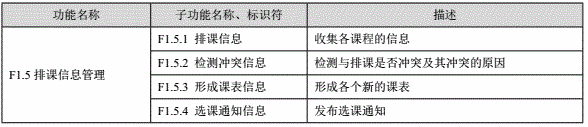 功能名称 子功能名称、标识符 描述
F1.5.1 排课信息 收集各课程的信息
F1.5.2 检测冲突信息 检测与排课是否冲突及其冲突的原因
F1.5 排课信息管理
F1.5.3 形成课表信息 形成各个新的课表
F1.5.4 选课通知信息 发布选课通知